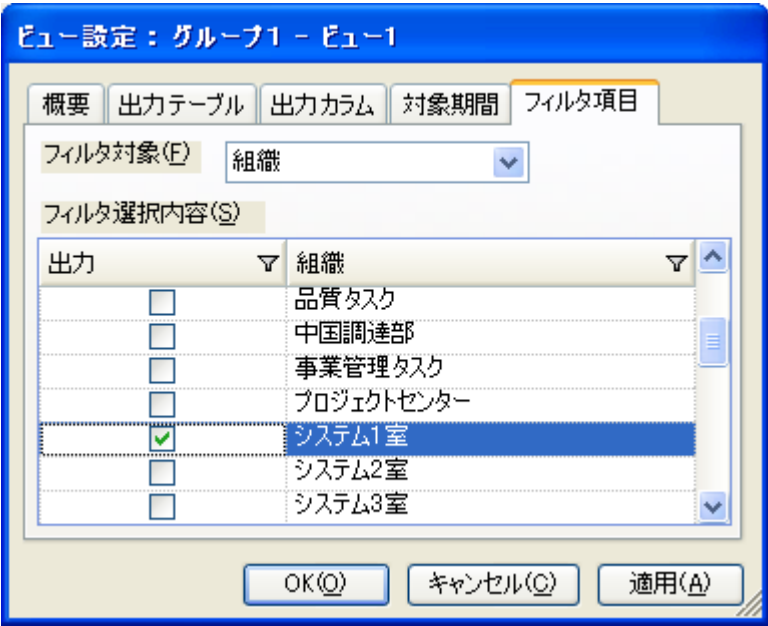 ビュー設定：グループ1 - ビュー1
概要 出力テーブル 出力カラム 対象期間 フィルタ項目
フィルタ対象(F) 組織
フィルタ選択内容(S)
出力 組織
品質タスク
中国調達部
事業管理タスク
プロジェクトセンター
システム1室
システム2室
システム3室
OK(O) キャンセル(C) 適用(A)